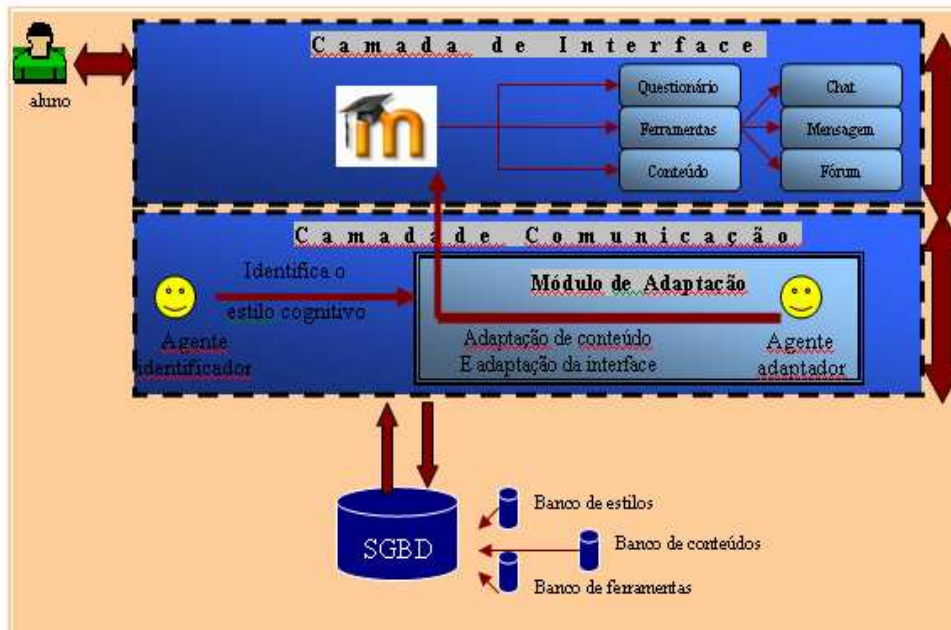 Camada de Interface
aluno
m
Questionário
Ferramentas
Conteúdo
Chat
Mensagem
Fórum
Camada de Comunicação
Identifica o
estilo cognitivo
Agente
identificador
Módulo de Adaptação
Adaptação de conteúdo
E adaptação da interface
Agente
adaptador
SGBD
Banco de estilos
Banco de conteúdos
Banco de ferramentas